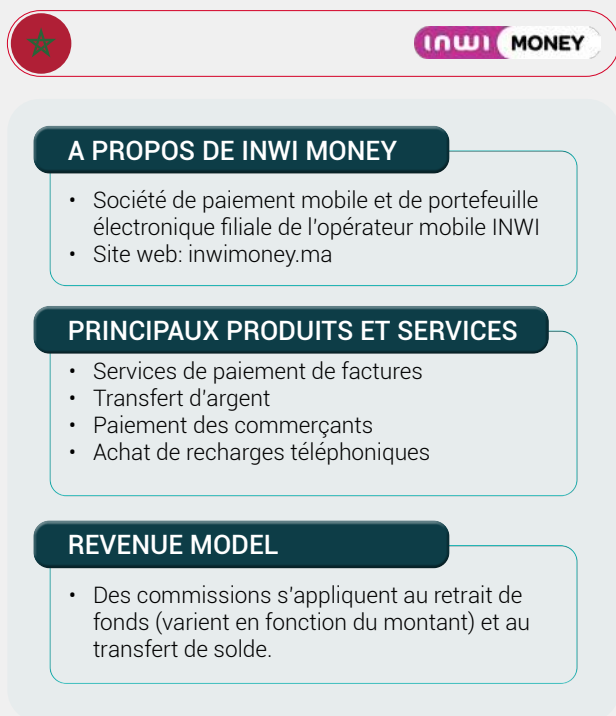 inwi MONEY
A PROPOS DE INWI MONEY
• Société de paiement mobile et de portefeuille
électronique filiale de l'opérateur mobile INWI
• Site web: inwimoney.ma
PRINCIPAUX PRODUITS ET SERVICES
• Services de paiement de factures
• Transfert d'argent
• Paiement des commerçants
• Achat de recharges téléphoniques
REVENUE MODEL
• Des commissions s'appliquent au retrait de
fonds (varient en fonction du montant) et au
transfert de solde.